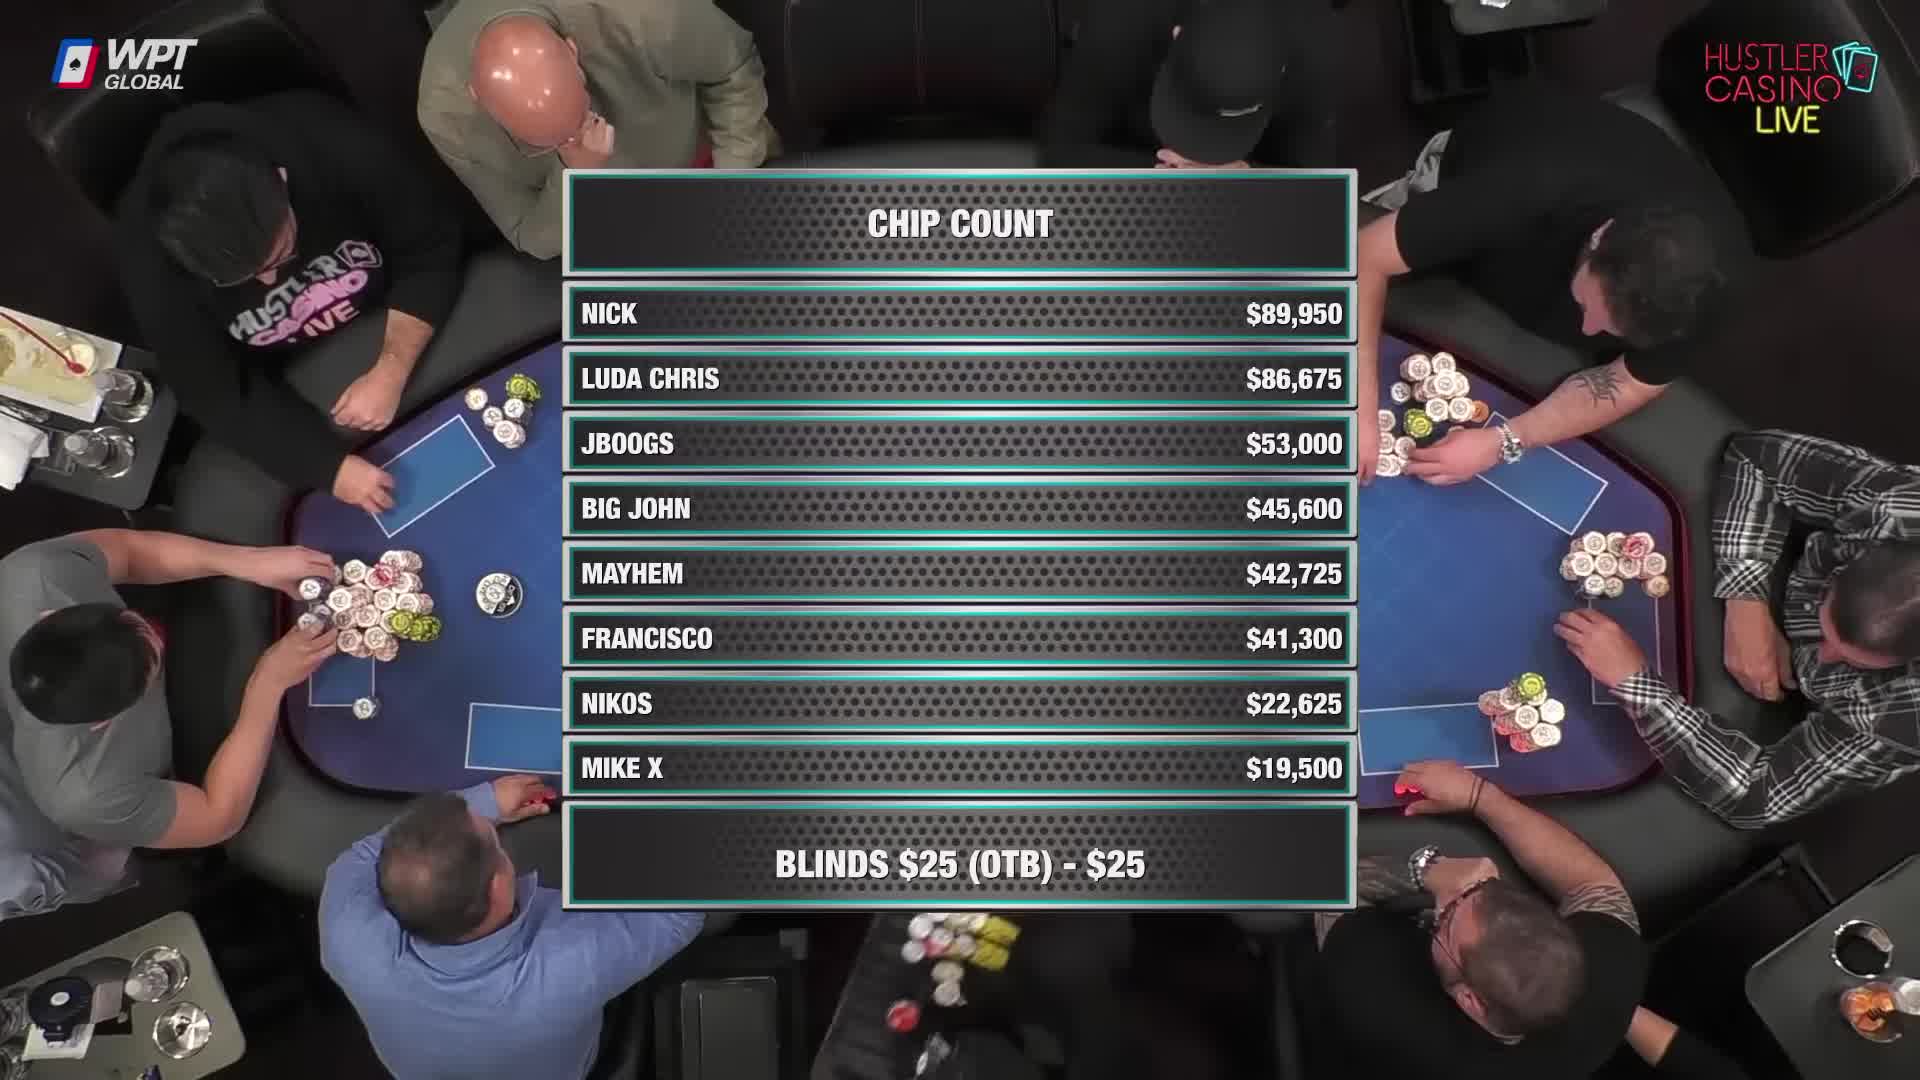 WPT
GLOBAL
HUSTLER
CASINO
LIVE
HUSTLER
CASINO
LIVE
CHIP COUNT
NICK $89,950
LUDA CHRIS $86,675
JBOOGS $53,000
BIG JOHN $45,600
MAYHEM $42,725
FRANCISCO $41,300
NIKOS $22,625
MIKE X $19,500
BLINDS $25 (OTB) - $25